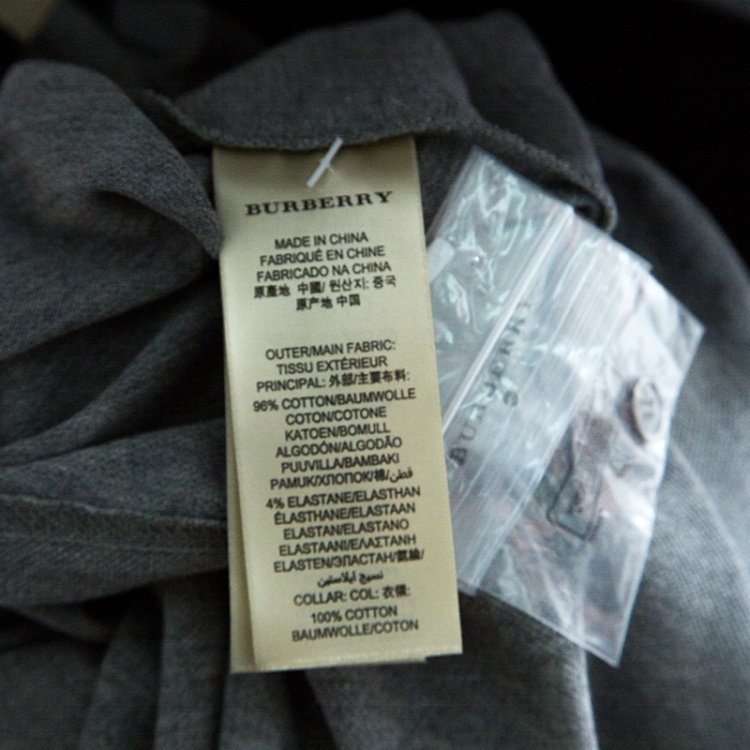 BURBERRY
MADE IN CHINA
FABRIQUÉ EN CHINE
FABRICADO NA CHINA
原產地 中國/ 원산지: 중국
原产地 中国
OUTER/MAIN FABRIC:
TISSU EXTÉRIEUR
PRINCIPAL: 外部/主要布料:
96% COTTON/BAUMWOLLE
COTON/COTONE
KATOEN/BOMULL
ALGODÓN/ALGODÃO
PUUVILLA/BAMBAKI
PAMUK/ХЛОПОК/棉/قطن
4% ELASTANE/ELASTHAN
ÉLASTHANE/ELASTAAN
ELASTAN/ELASTANO
ELASTAANI/ΕΛΑΣΤΑΝΗ
ELASTEN/ЭЛАСТАН/氨綸/
نسيج ايلاستين
COLLAR: COL: 衣領:
100% COTTON
BAUMWOLLE/COTON
BURBERRY